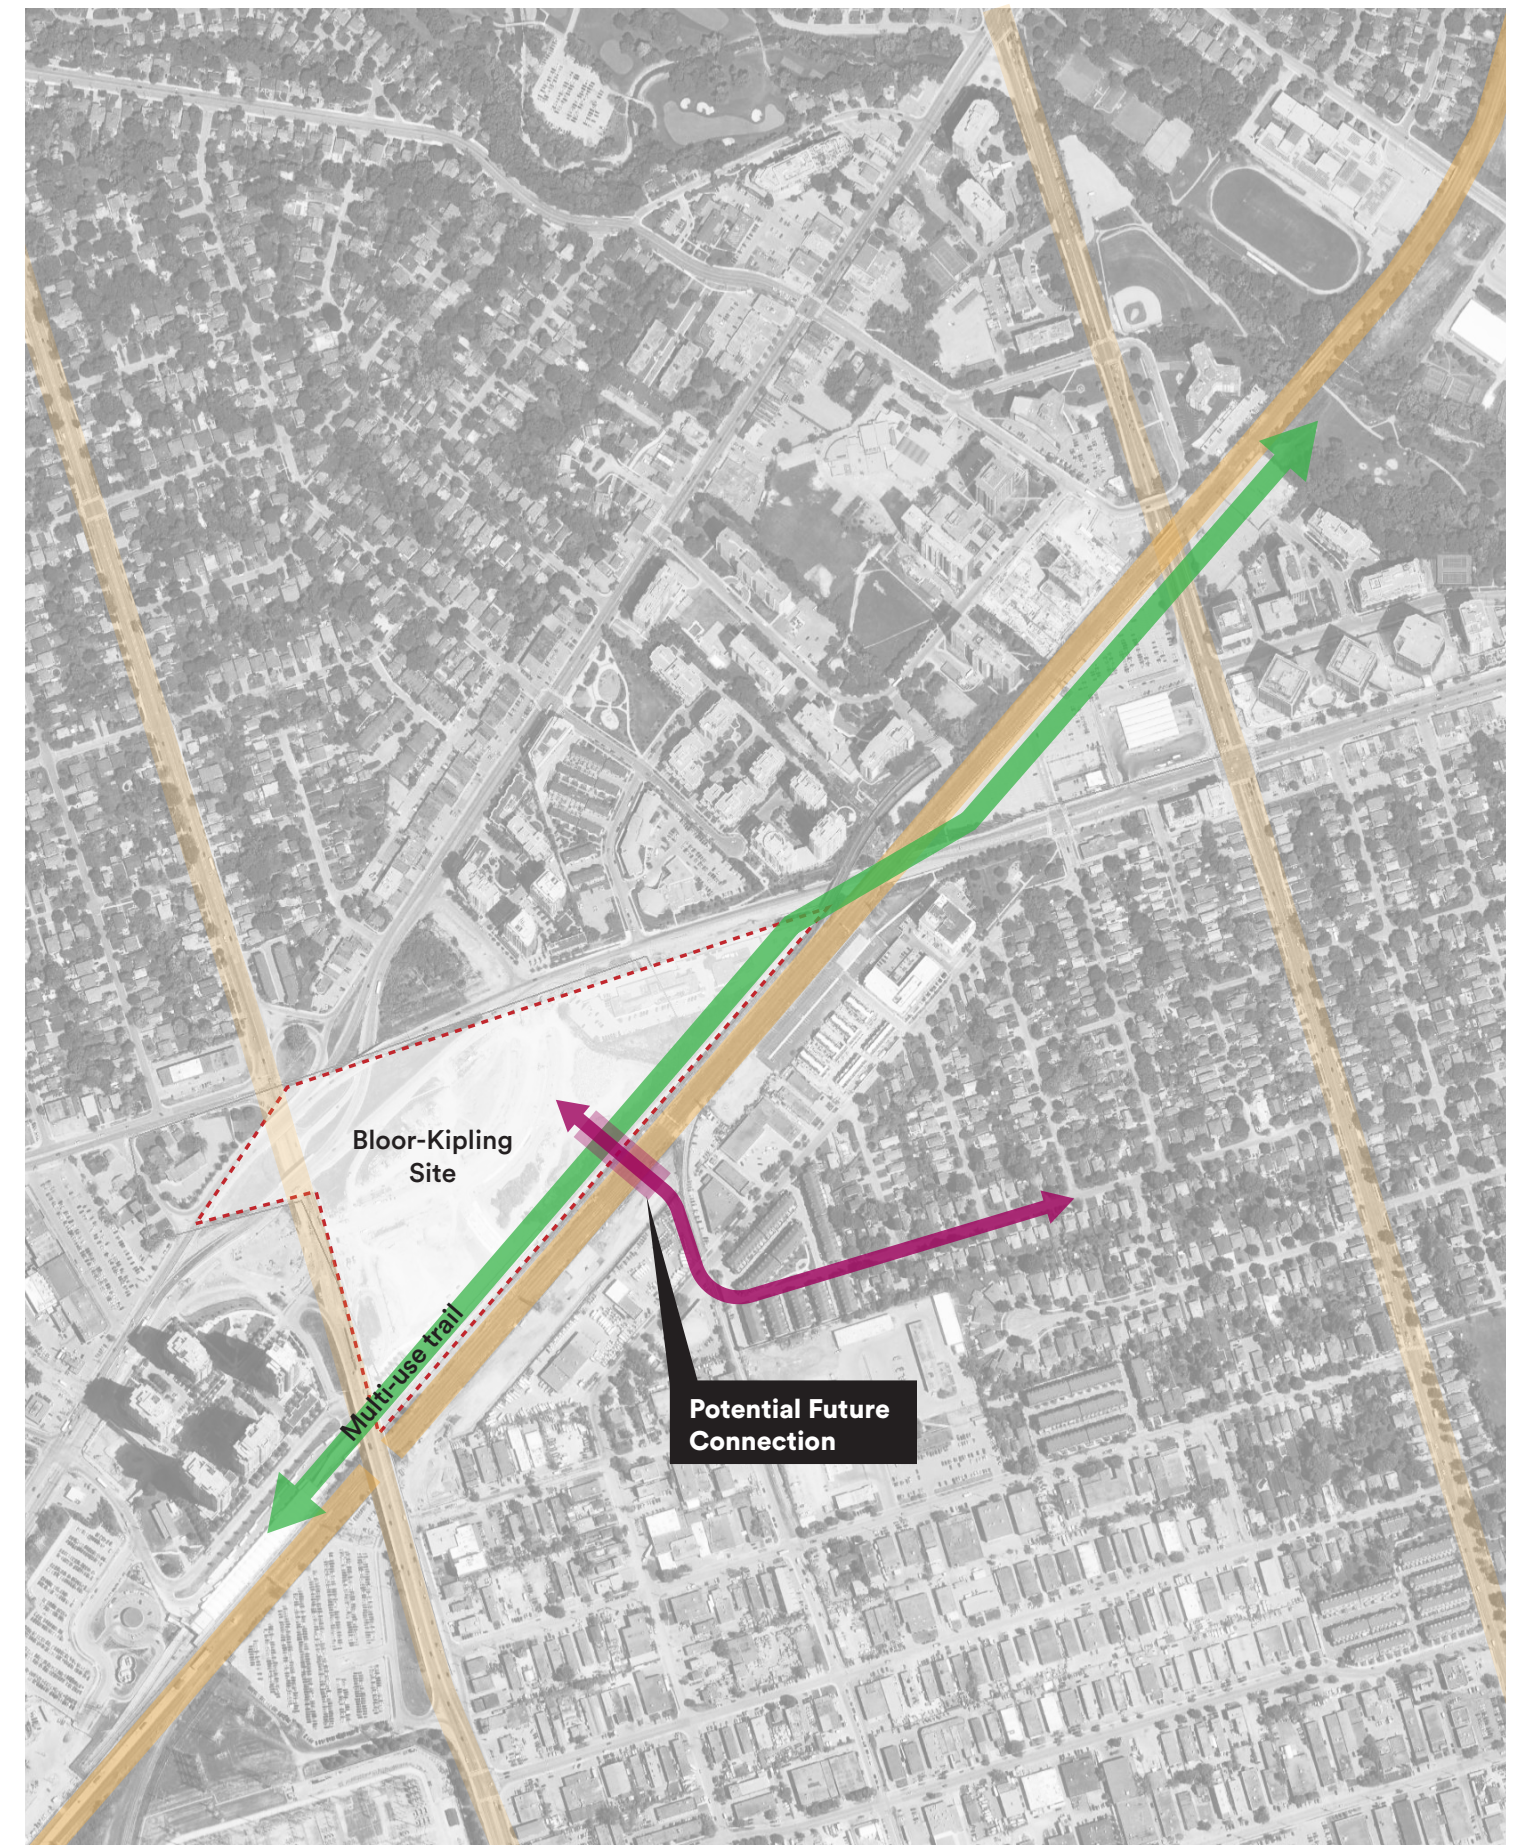 Bloor-Kipling
Site
Multi-use trail
Potential Future
Connection